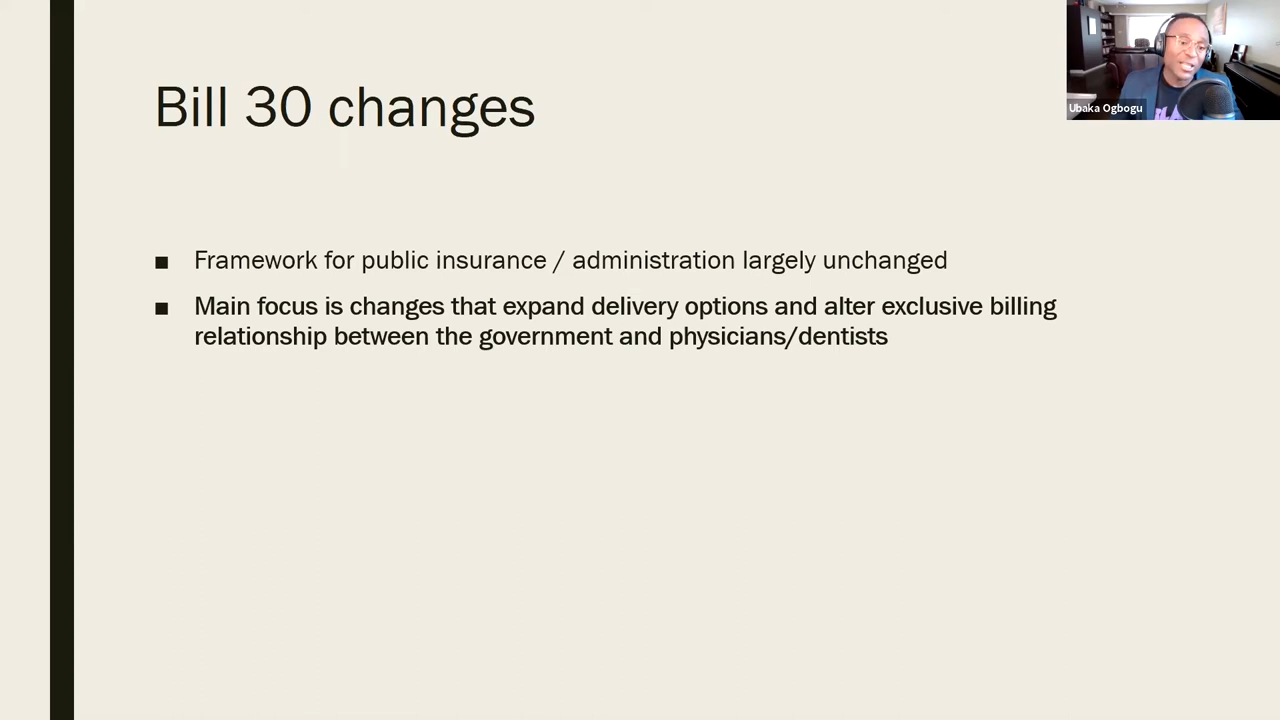 Bill 30 changes
Ubaka Ogbogu
■ Framework for public insurance / administration largely unchanged
■ Main focus is changes that expand delivery options and alter exclusive billing
relationship between the government and physicians/dentists